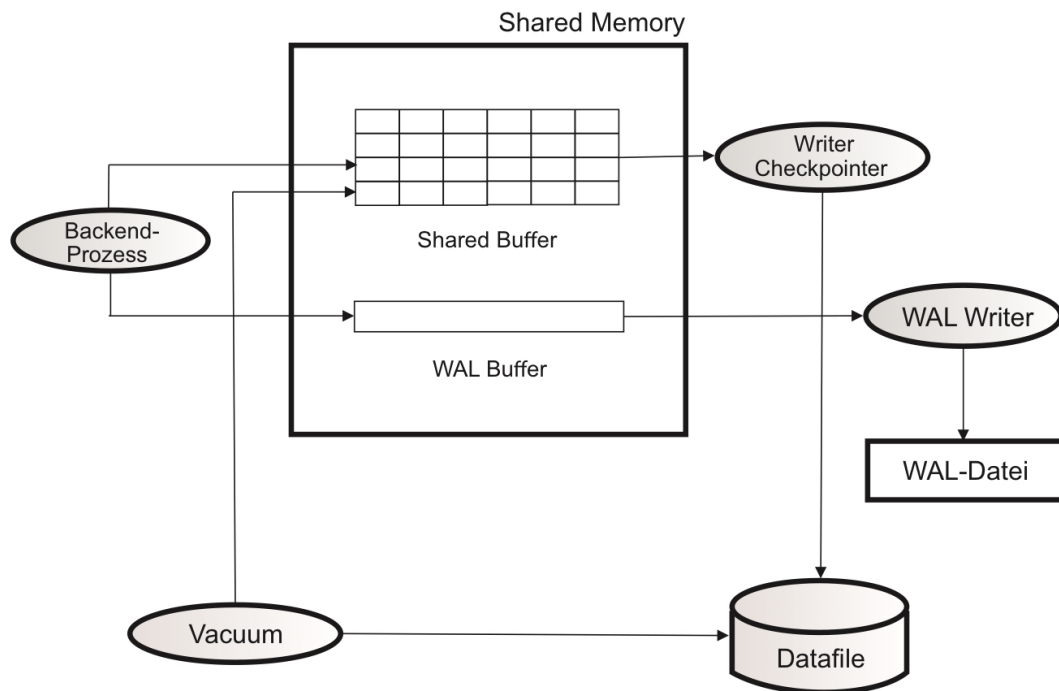 Shared Memory
Writer
Checkpointer
Backend-
Prozess
Shared Buffer
WAL Writer
WAL Buffer
WAL-Datei
Vacuum
Datafile